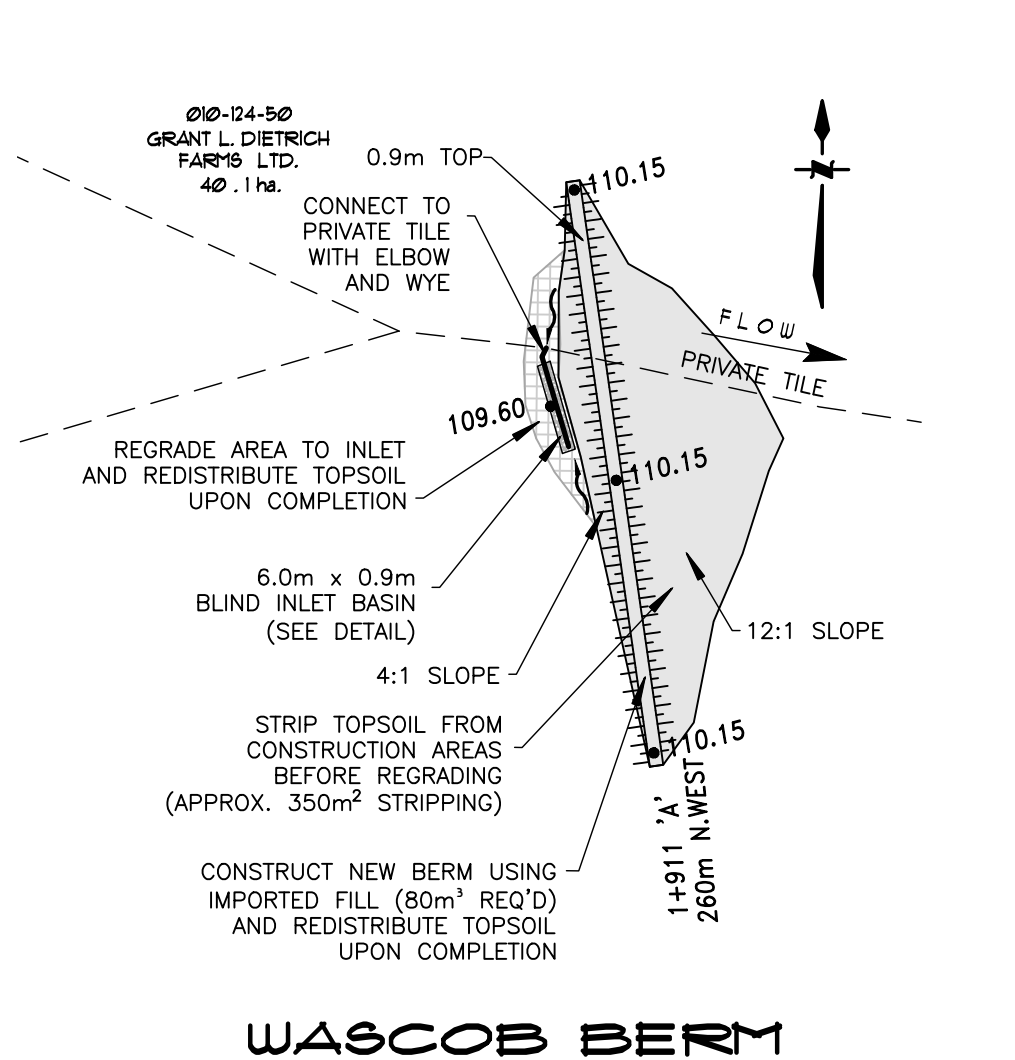 010-124-50
GRANT L. DIETRICH
FARMS LTD.
40.1 ha.
0.9m TOP
110.15
N
CONNECT TO
PRIVATE TILE
WITH ELBOW
AND WYE
FLOW
PRIVATE TILE
109.60
REGRADE AREA TO INLET
AND REDISTRIBUTE TOPSOIL
UPON COMPLETION
110.15
6.0m x 0.9m
BLIND INLET BASIN
(SEE DETAIL)
12:1 SLOPE
4:1 SLOPE
STRIP TOPSOIL FROM
CONSTRUCTION AREAS
BEFORE REGRADING
(APPROX. 350m² STRIPPING)
110.15
1+911 'A'
260m N.WEST
CONSTRUCT NEW BERM USING
IMPORTED FILL (80m³ REQ'D)
AND REDISTRIBUTE TOPSOIL
UPON COMPLETION
WASCOB BERM